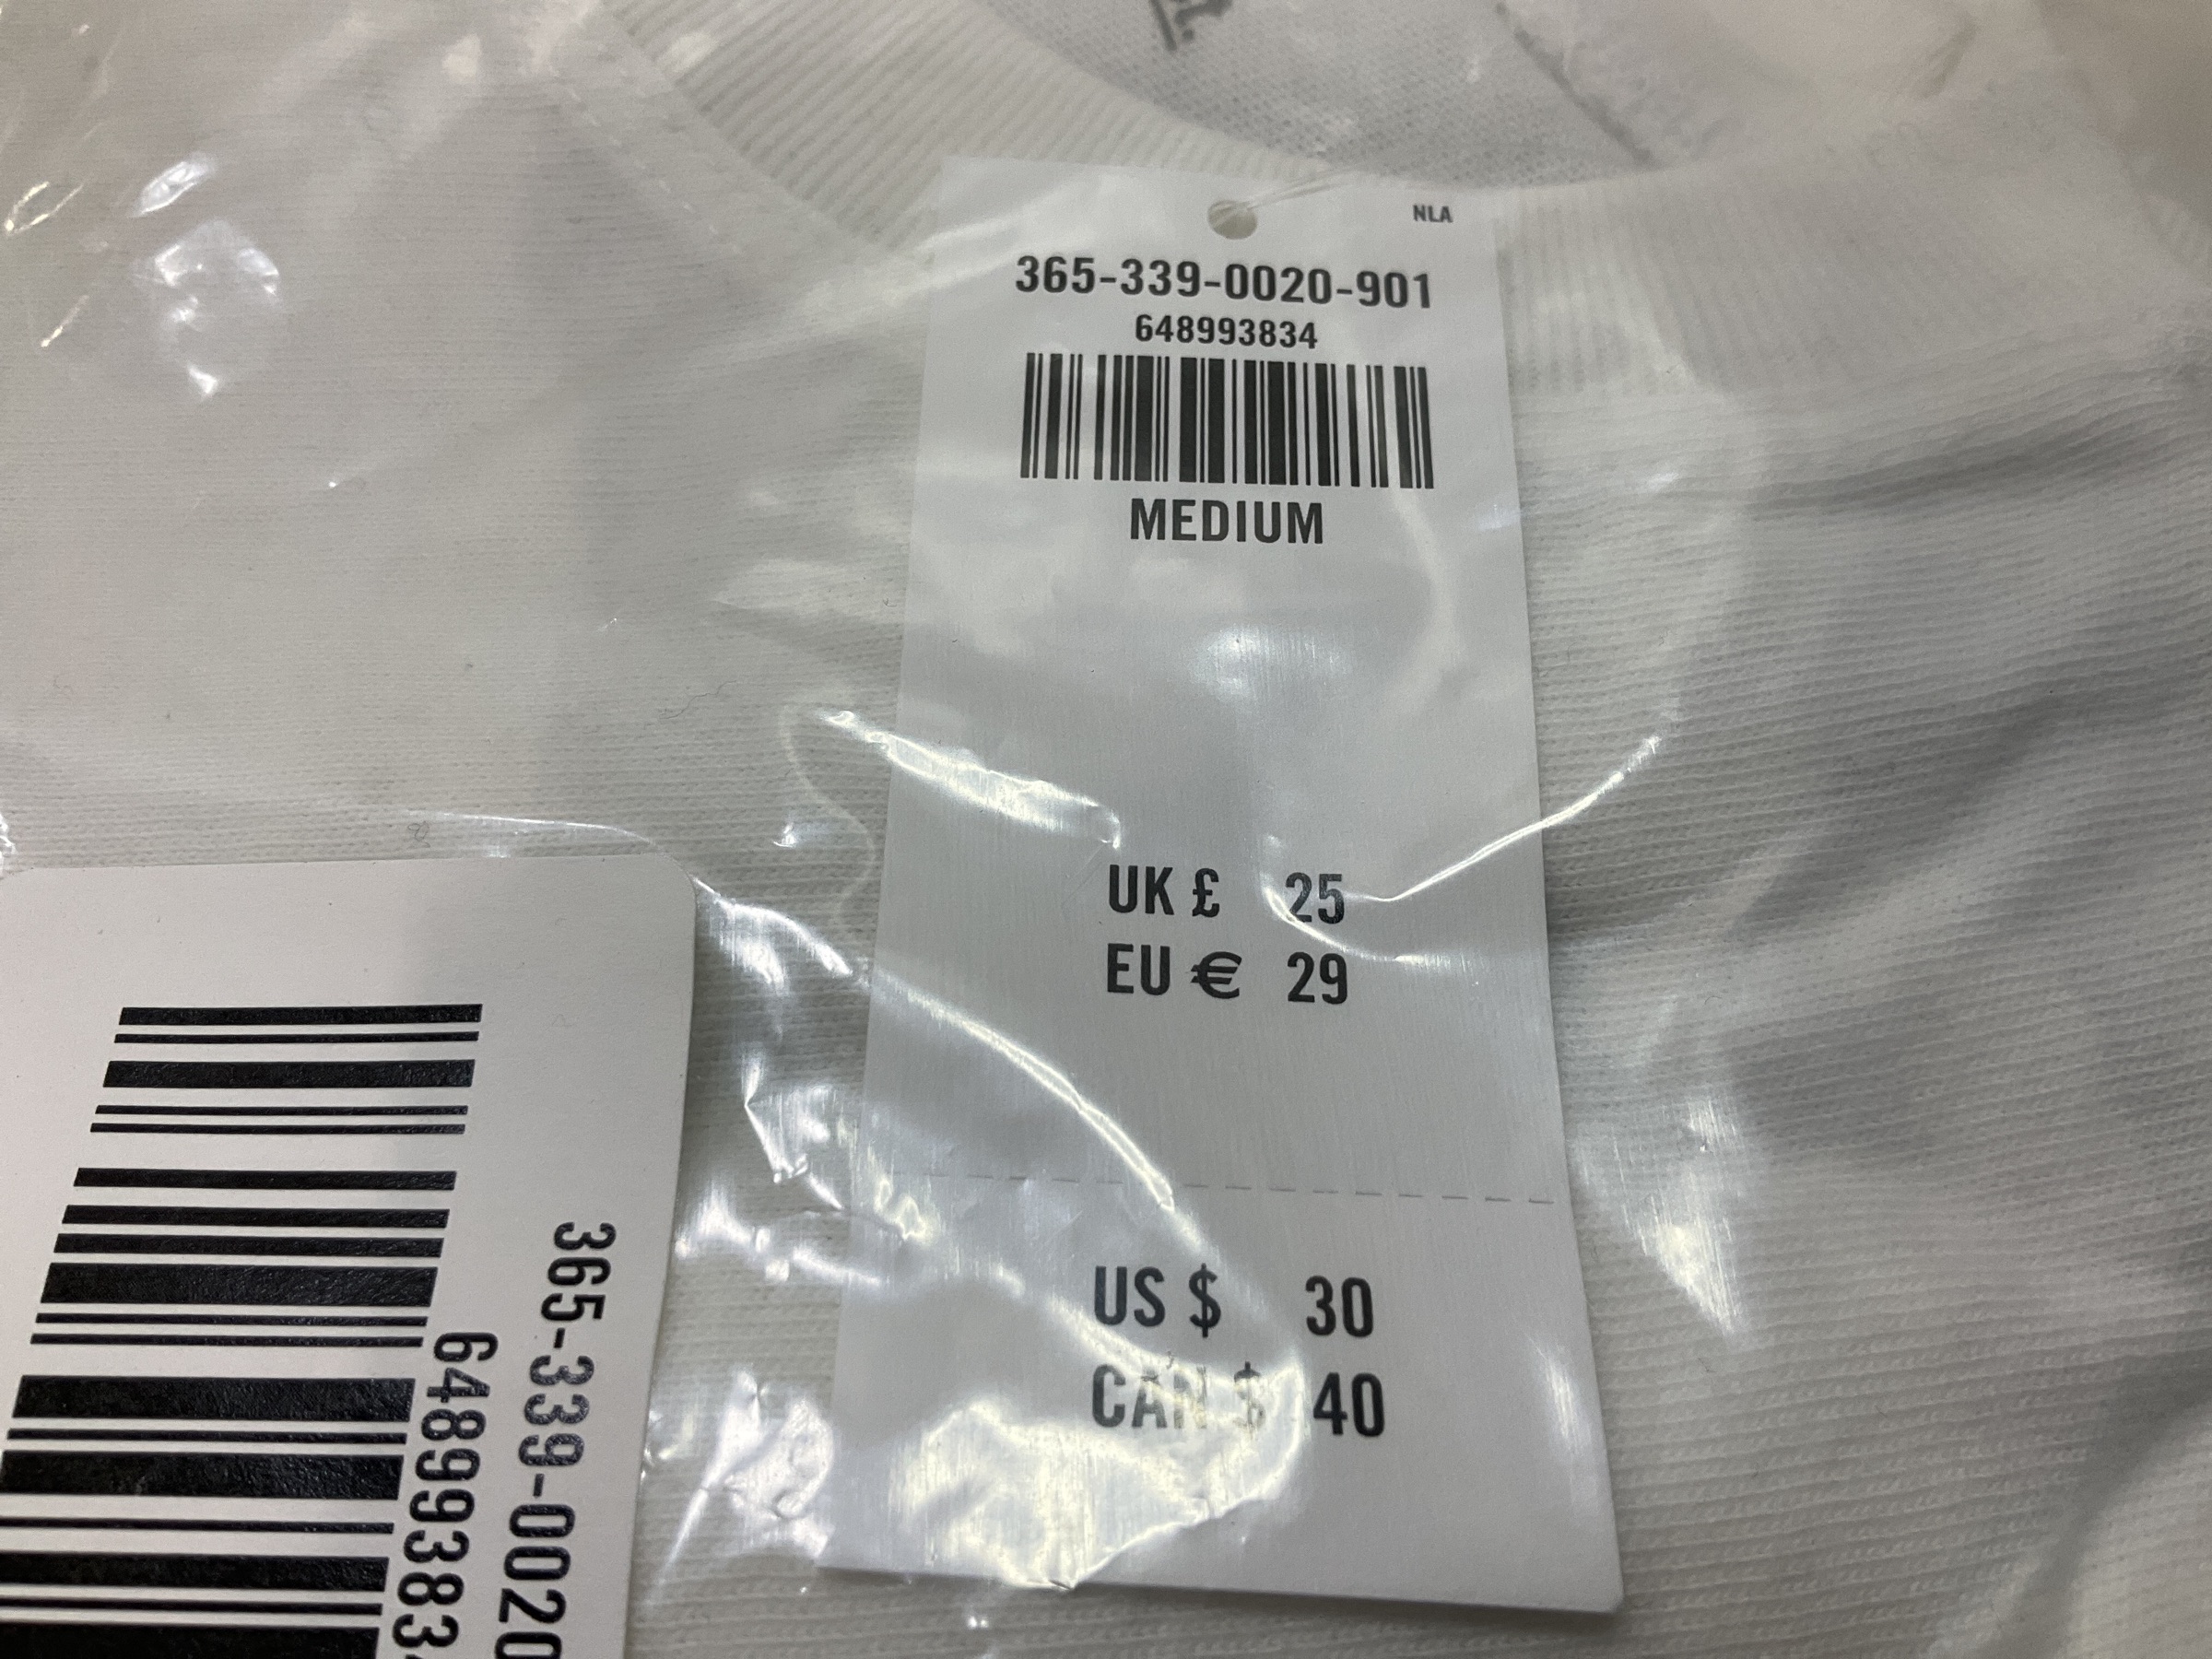 NLA
365-339-0020-901
648993834
MEDIUM
UK £ 25
EU € 29
US $ 30
CAN $ 40
365-339-0020
64899383